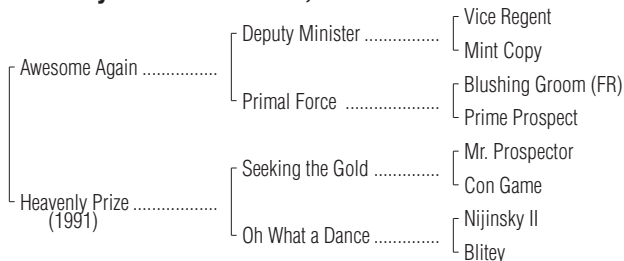 Vice Regent
Deputy Minister ................
Mint Copy
Awesome Again ................
Blushing Groom (FR)
Primal Force ....................
Prime Prospect
Mr. Prospector
Seeking the Gold ..............
Con Game
Heavenly Prize ..................
(1991)
Nijinsky II
Oh What a Dance ..............
Blitey